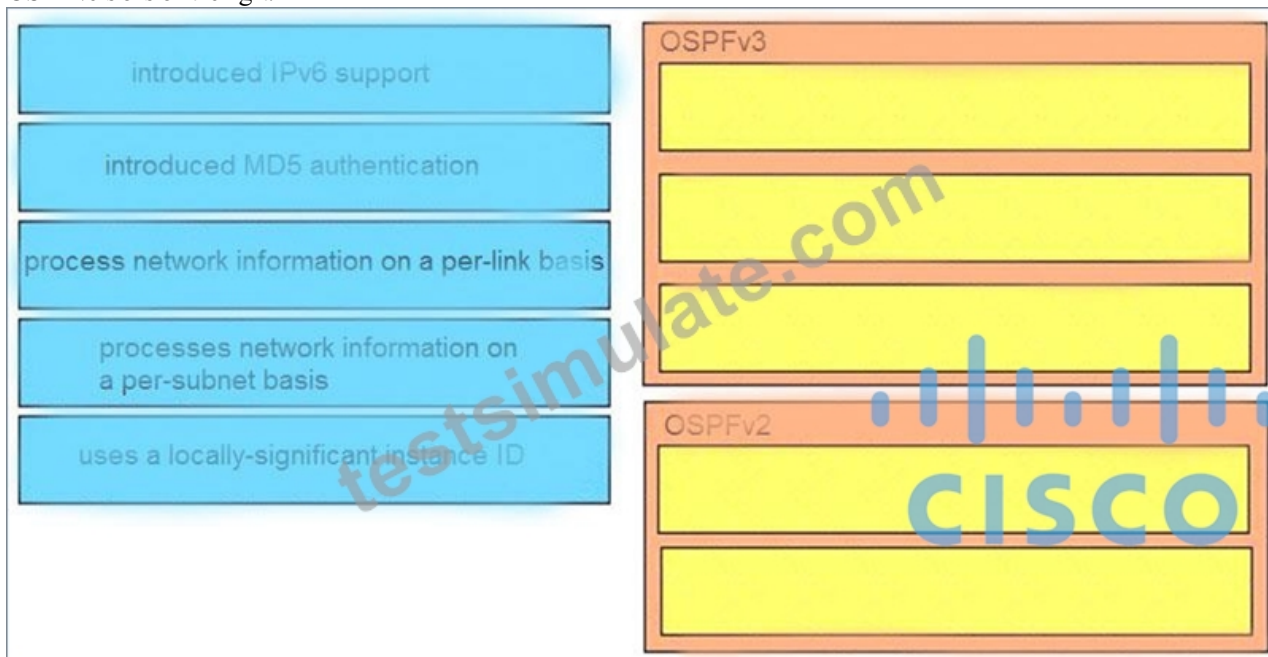 introduced IPv6 support
introduced MD5 authentication
process network information on a per-link basis
processes network information on
a per-subnet basis
uses a locally-significant instance ID
OSPFv3
OSPFv2
testsimulate.com
CISCO